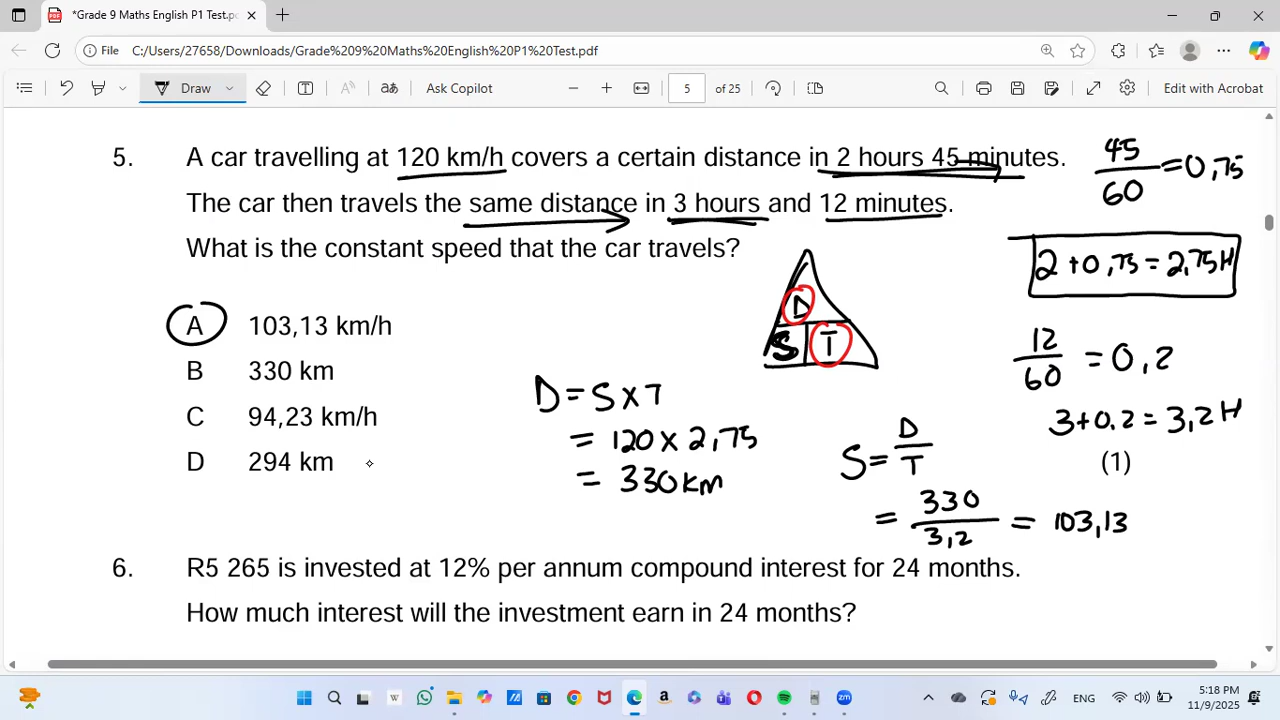 *Grade 9 Maths English P1 Test.pd
File C:/Users/27658/Downloads/Grade%209%20Maths%20English%20P1%20Test.pdf
Draw Ask Copilot 5 of 25 Edit with Acrobat
5. A car travelling at 120 km/h covers a certain distance in 2 hours 45 minutes.
The car then travels the same distance in 3 hours and 12 minutes.
What is the constant speed that the car travels?
A 103,13 km/h
B 330 km
C 94,23 km/h
D 294 km
(1)
45/60 = 0,75
2 + 0,75 = 2,75H
12/60 = 0,2
3 + 0.2 = 3,2H
D
S T
D = S x T
= 120 x 2,75
= 330km
S = D/T
= 330/3,2 = 103,13
6. R5 265 is invested at 12% per annum compound interest for 24 months.
How much interest will the investment earn in 24 months?
ENG 5:18 PM
11/9/2025